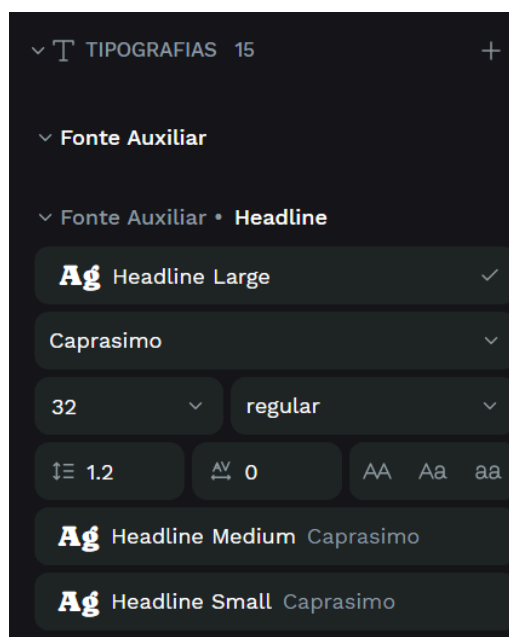 TIPOGRAFIAS 15
Fonte Auxiliar
Fonte Auxiliar • Headline
Ag Headline Large
Caprasimo
32 regular
1.2 AV 0 AA Aa aa
Ag Headline Medium Caprasimo
Ag Headline Small Caprasimo